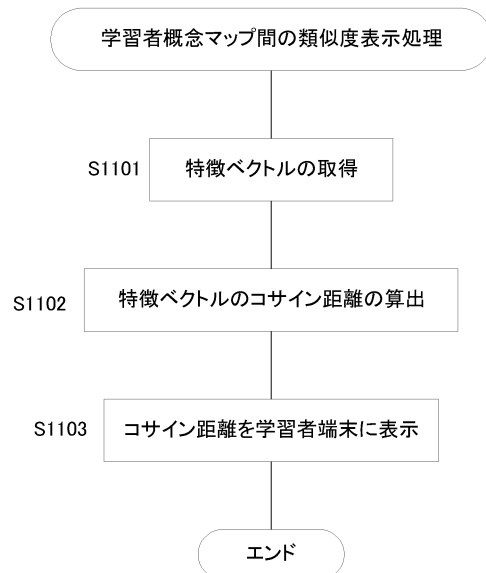 学習者概念マップ間の類似度表示処理
S1101
特徴ベクトルの取得
S1102
特徴ベクトルのコサイン距離の算出
S1103
コサイン距離を学習者端末に表示
エンド